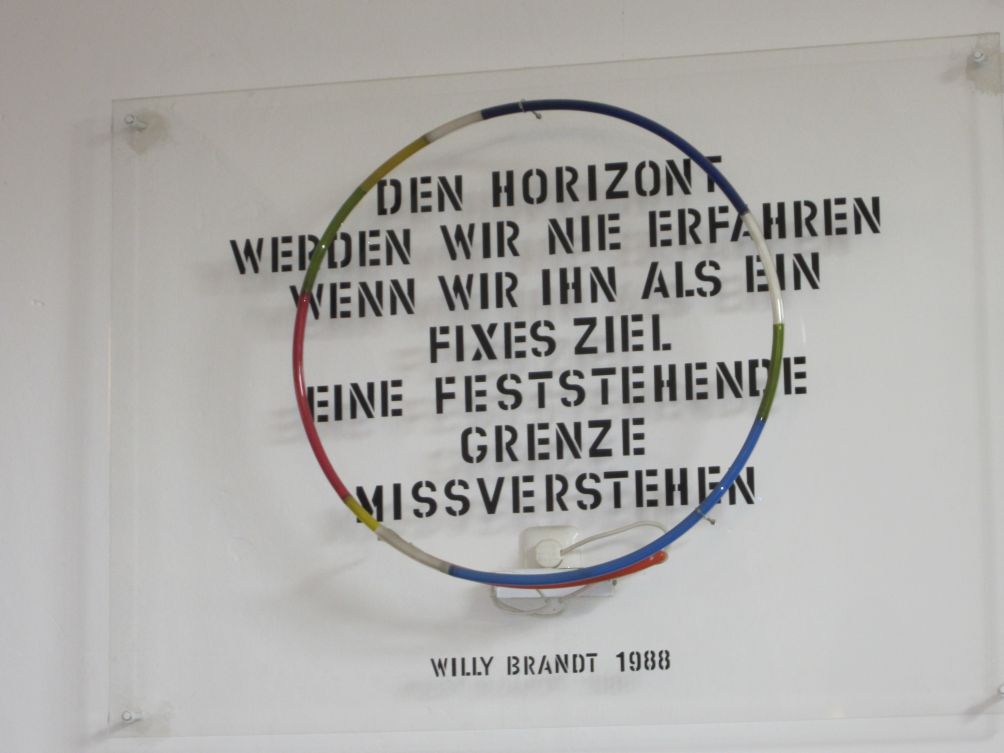 DEN HORIZONT
WERDEN WIR NIE ERFAHREN
WENN WIR IHN ALS EIN
FIXES ZIEL
EINE FESTSTEHENDE
GRENZE
MISSVERSTEHEN
WILLY BRANDT 1988